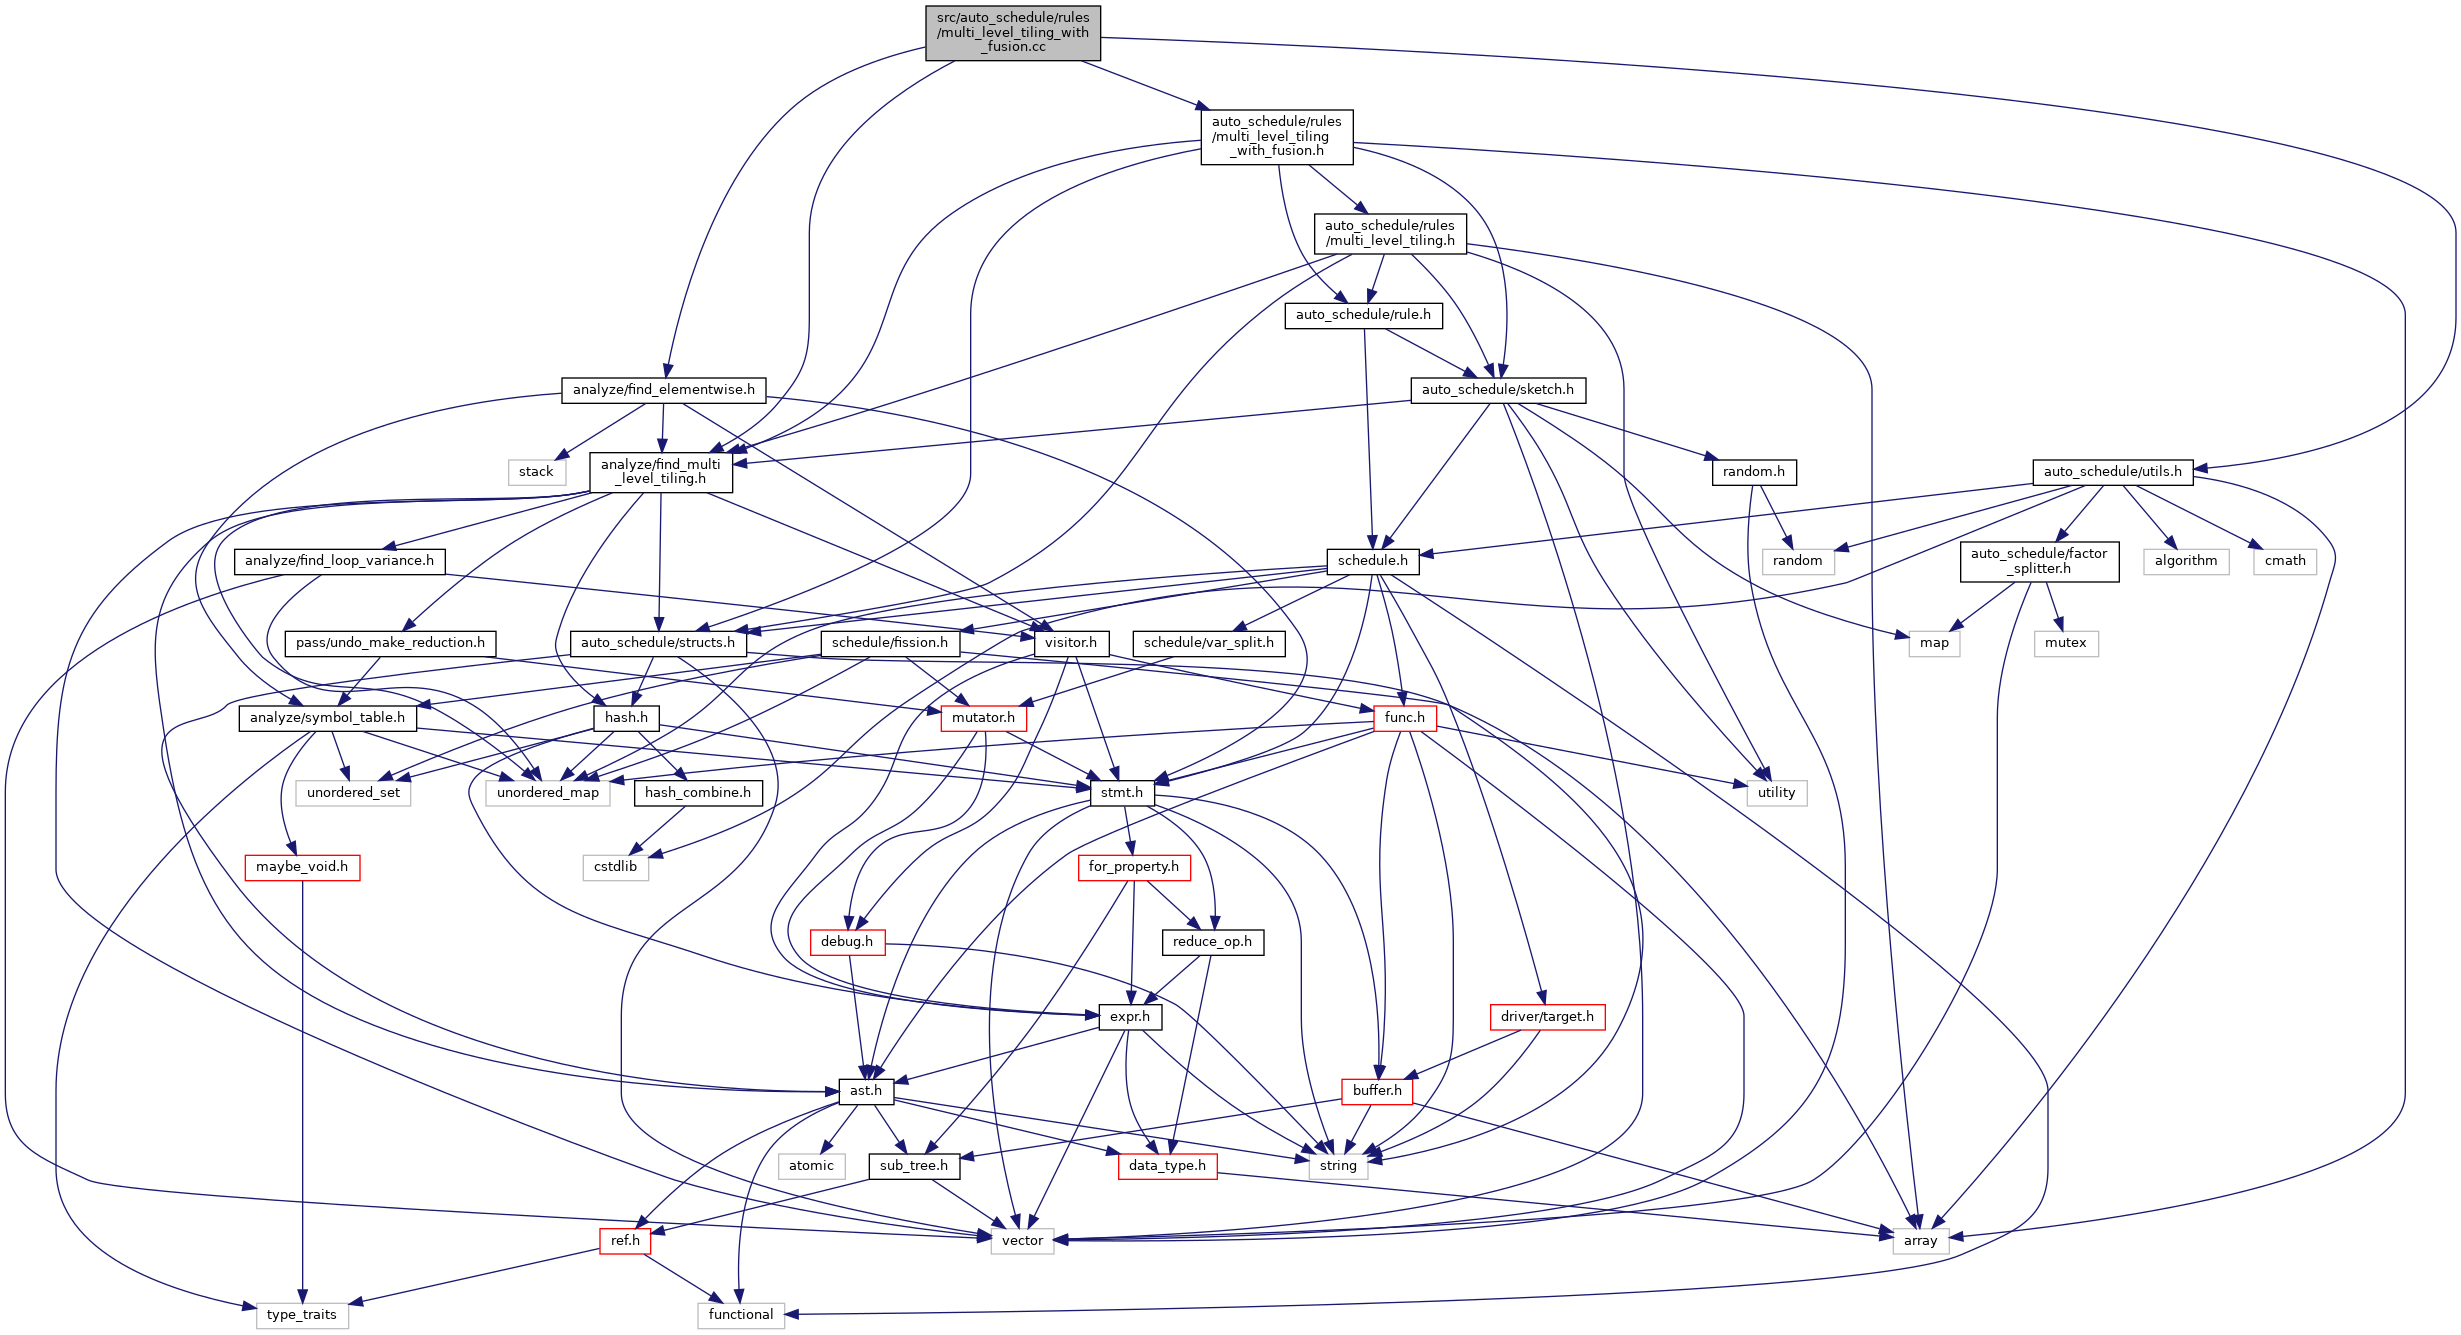 src/auto_schedule/rules
/multi_level_tiling_with
_fusion.cc
auto_schedule/rules
/multi_level_tiling
_with_fusion.h
auto_schedule/rules
/multi_level_tiling.h
auto_schedule/rule.h
analyze/find_elementwise.h
auto_schedule/sketch.h
stack
analyze/find_multi
_level_tiling.h
random.h
auto_schedule/utils.h
analyze/find_loop_variance.h
schedule.h
random
auto_schedule/factor
_splitter.h
algorithm
cmath
pass/undo_make_reduction.h
auto_schedule/structs.h
schedule/fission.h
visitor.h
schedule/var_split.h
map
mutex
analyze/symbol_table.h
hash.h
mutator.h
func.h
unordered_set
unordered_map
hash_combine.h
stmt.h
utility
maybe_void.h
cstdlib
for_property.h
debug.h
reduce_op.h
expr.h
driver/target.h
ast.h
buffer.h
atomic
sub_tree.h
data_type.h
string
ref.h
vector
array
type_traits
functional